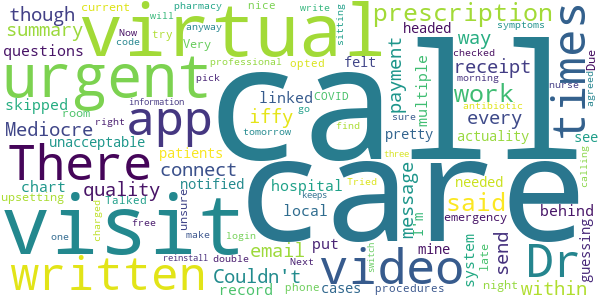 though
current
pharmacy
nice
write
sitting
prescription
times
summary
Very
code
will
try
virtual
Now
anyway
headed
way
checked
agreed
Due
questions
pick
opted
felt
symptoms
urgent
call
payment
multiple
receipt
skipped
room
professional
linked
COVID
iffy
work
morning
nurse
app
antibiotic
Mediocre
right
information
go
every
sure
tomorrow
find
pretty
actuality
unacceptable
patients
connect
keeps
three
see
There
care
calling
chart
quality
notified
hospital
Tried
message
needed
upsetting
Talked
unsure
local
I'm
said
emergency
behind
visit
charged
free
email
put
video
mine
system
late
send
Dr
guessing
one
make
login
Couldn't
switch
night
within
written
reinstall
double
Next
record
phone
cases
procedures